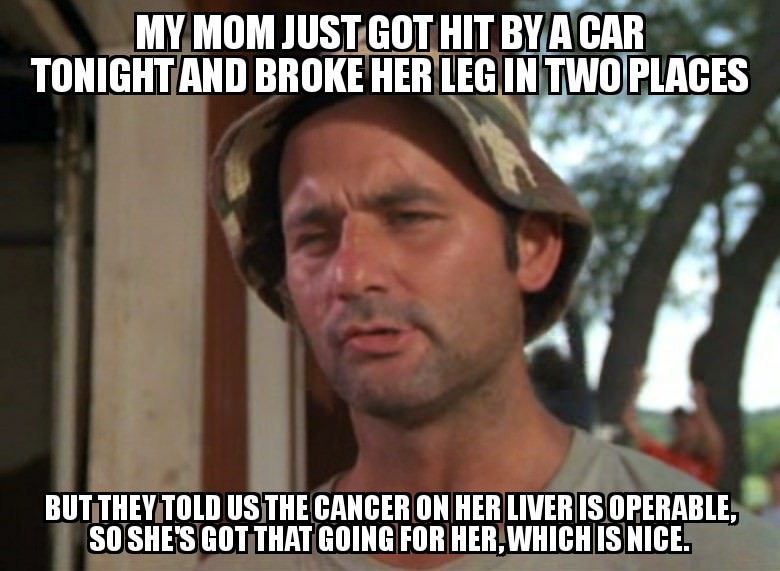 MY MOM JUST GOT HIT BY A CAR
TONIGHT AND BROKE HER LEG IN TWO PLACES
BUT THEY TOLD US THE CANCER ON HER LIVER IS OPERABLE,
SO SHE'S GOT THAT GOING FOR HER, WHICH IS NICE.